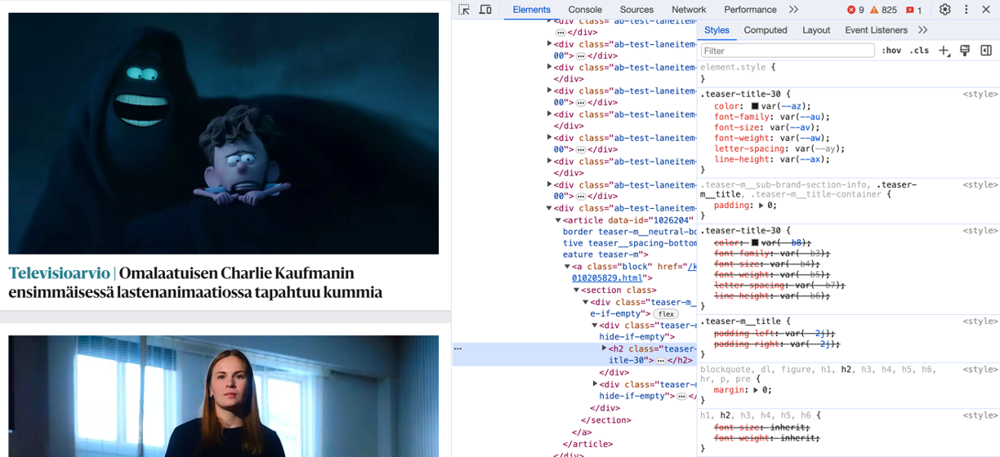 Televisioarvio | Omalaatuisen Charlie Kaufmanin
ensimmäisessä lastenanimaatiossa tapahtuu kummia
Elements Console Sources Network Performance 9 825 1
</div>
<div class="ab-test-laneitem-
00"> </div>
<div class="ab-test-laneitem-
</div>
<div class="ab-test-laneitem-
00"> </div>
<div class="ab-test-laneitem-
</div>
<div class="ab-test-laneitem-
00"> </div>
<div class="ab-test-laneitem-
</div>
<div class="ab-test-laneitem-
00"> </div>
<div class="ab-test-laneitem-
<article data-id="1026204"
border teaser-m__neutral-bo
tive teaser__spacing-bottom
eature teaser-m">
<a class="block" href="/k
010205829.html">
<section class>
<div class="teaser-m__
e-if-empty"> flex
<div class="teaser-m
hide-if-empty">
<h2 class="teaser-
itle-30"> </h2>
</div>
<div class="teaser-m
hide-if-empty"> </
</div>
</section>
</a>
</article>
Styles Computed Layout Event Listeners
Filter :hov .cls
element.style {
}
.teaser-title-30 { <style>
color: var(--az);
font-family: var(--au);
font-size: var(--av);
font-weight: var(--aw);
letter-spacing: var(--ay);
line-height: var(--ax);
}
.teaser-m__sub-brand-section-info, .teaser- <style>
m__title, .teaser-m__title-container {
padding: 0;
}
.teaser-title-30 { <style>
color: var(--b8);
font-family: var(--b3);
font-size: var(--b4);
font-weight: var(--b5);
letter-spacing: var(--b7);
line-height: var(--b6);
}
.teaser-m__title { <style>
padding-left: var(--2j);
padding-right: var(--2j);
}
blockquote, dl, figure, h1, h2, h3, h4, h5, h6, <style>
hr, p, pre {
margin: 0;
}
h1, h2, h3, h4, h5, h6 { <style>
font-size: inherit;
font-weight: inherit;
}